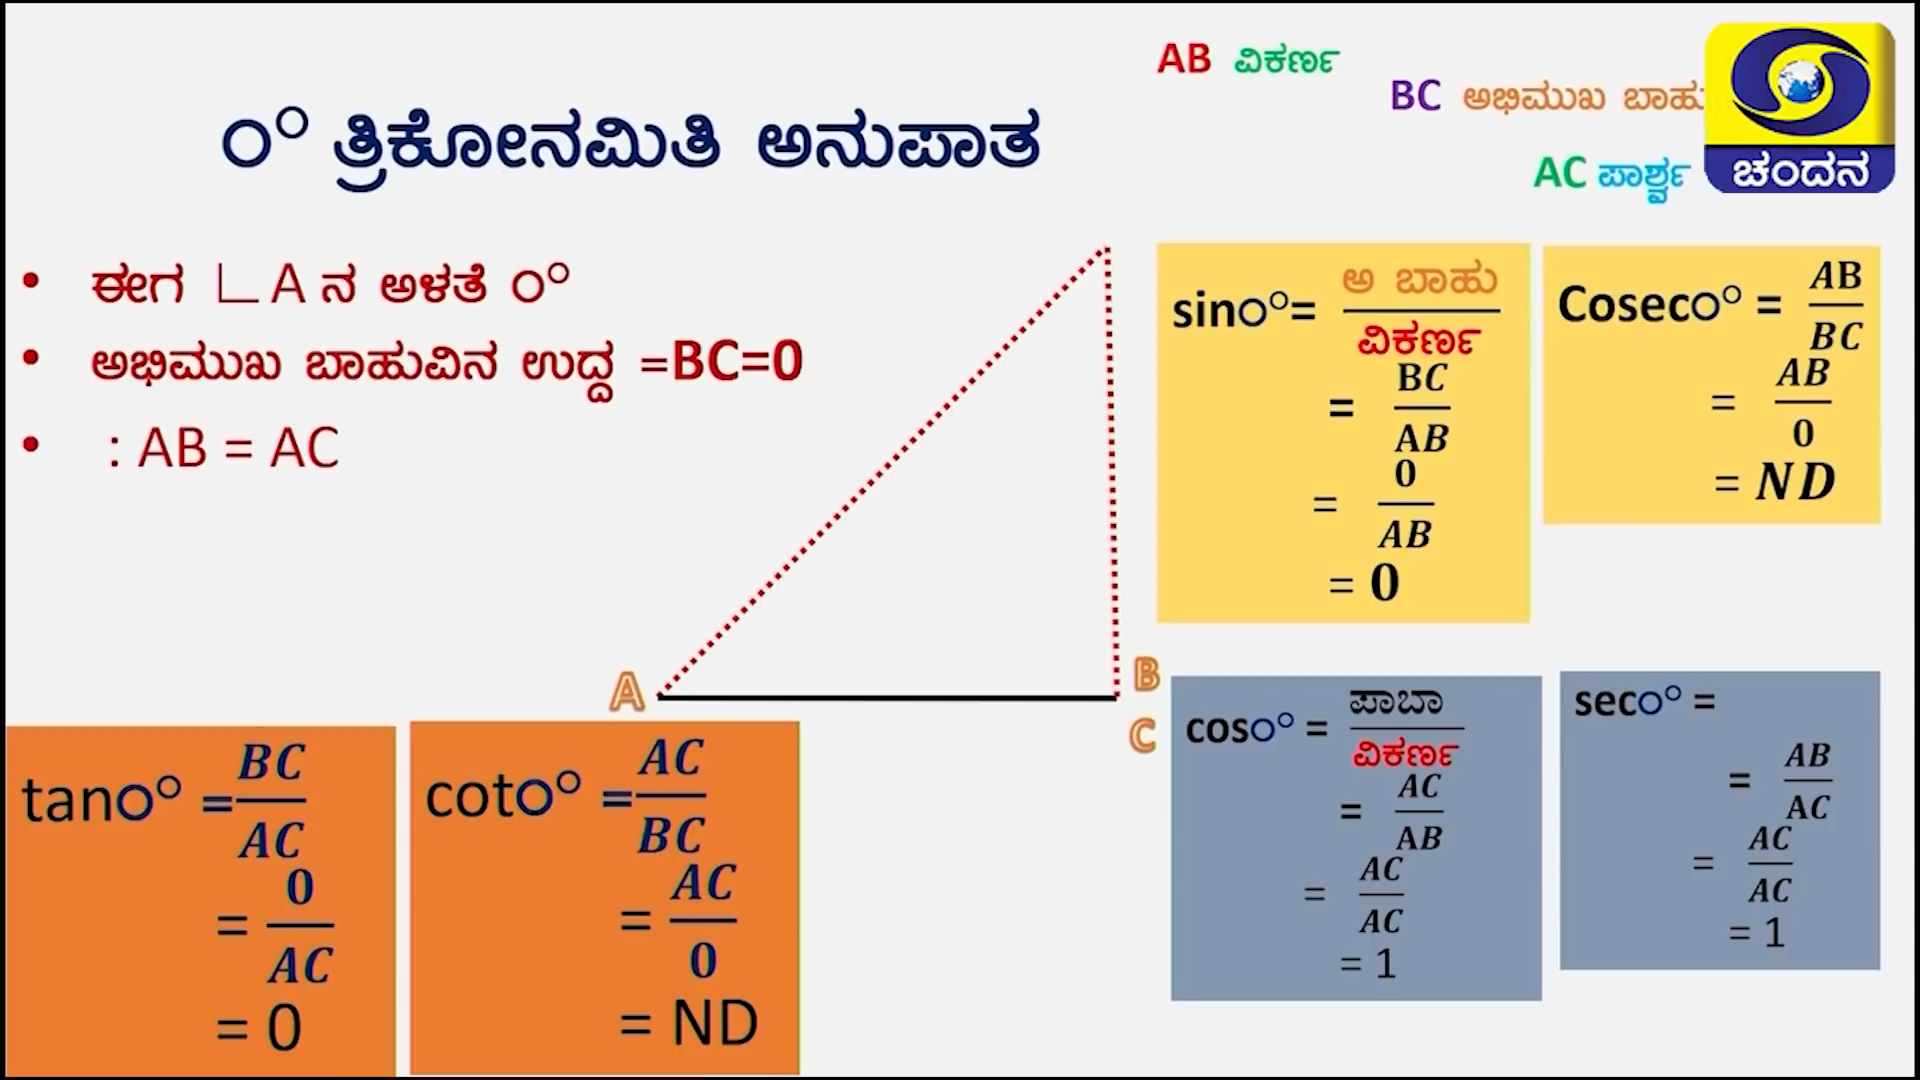 AB ವಿಕರ್ಣ
BC ಅಭಿಮುಖ ಬಾಹು
AC ಪಾರ್ಶ್ವ
ಚಂದನ
೦° ತ್ರಿಕೋನಮಿತಿ ಅನುಪಾತ
• ಈಗ ∟A ನ ಅಳತೆ ೦°
• ಅಭಿಮುಖ ಬಾಹುವಿನ ಉದ್ದ =BC=0
• : AB = AC
A
B
C
sin೦°= ಅ ಬಾಹು / ವಿಕರ್ಣ
= BC / AB
= 0 / AB
= 0
Cosec೦° = AB / BC
= AB / 0
= ND
cos೦° = ಪಾಬಾ / ವಿಕರ್ಣ
= AC / AB
= AC / AC
= 1
sec೦° =
= AB / AC
= AC / AC
= 1
tan೦° = BC / AC
= 0 / AC
= 0
cot೦° = AC / BC
= AC / 0
= ND